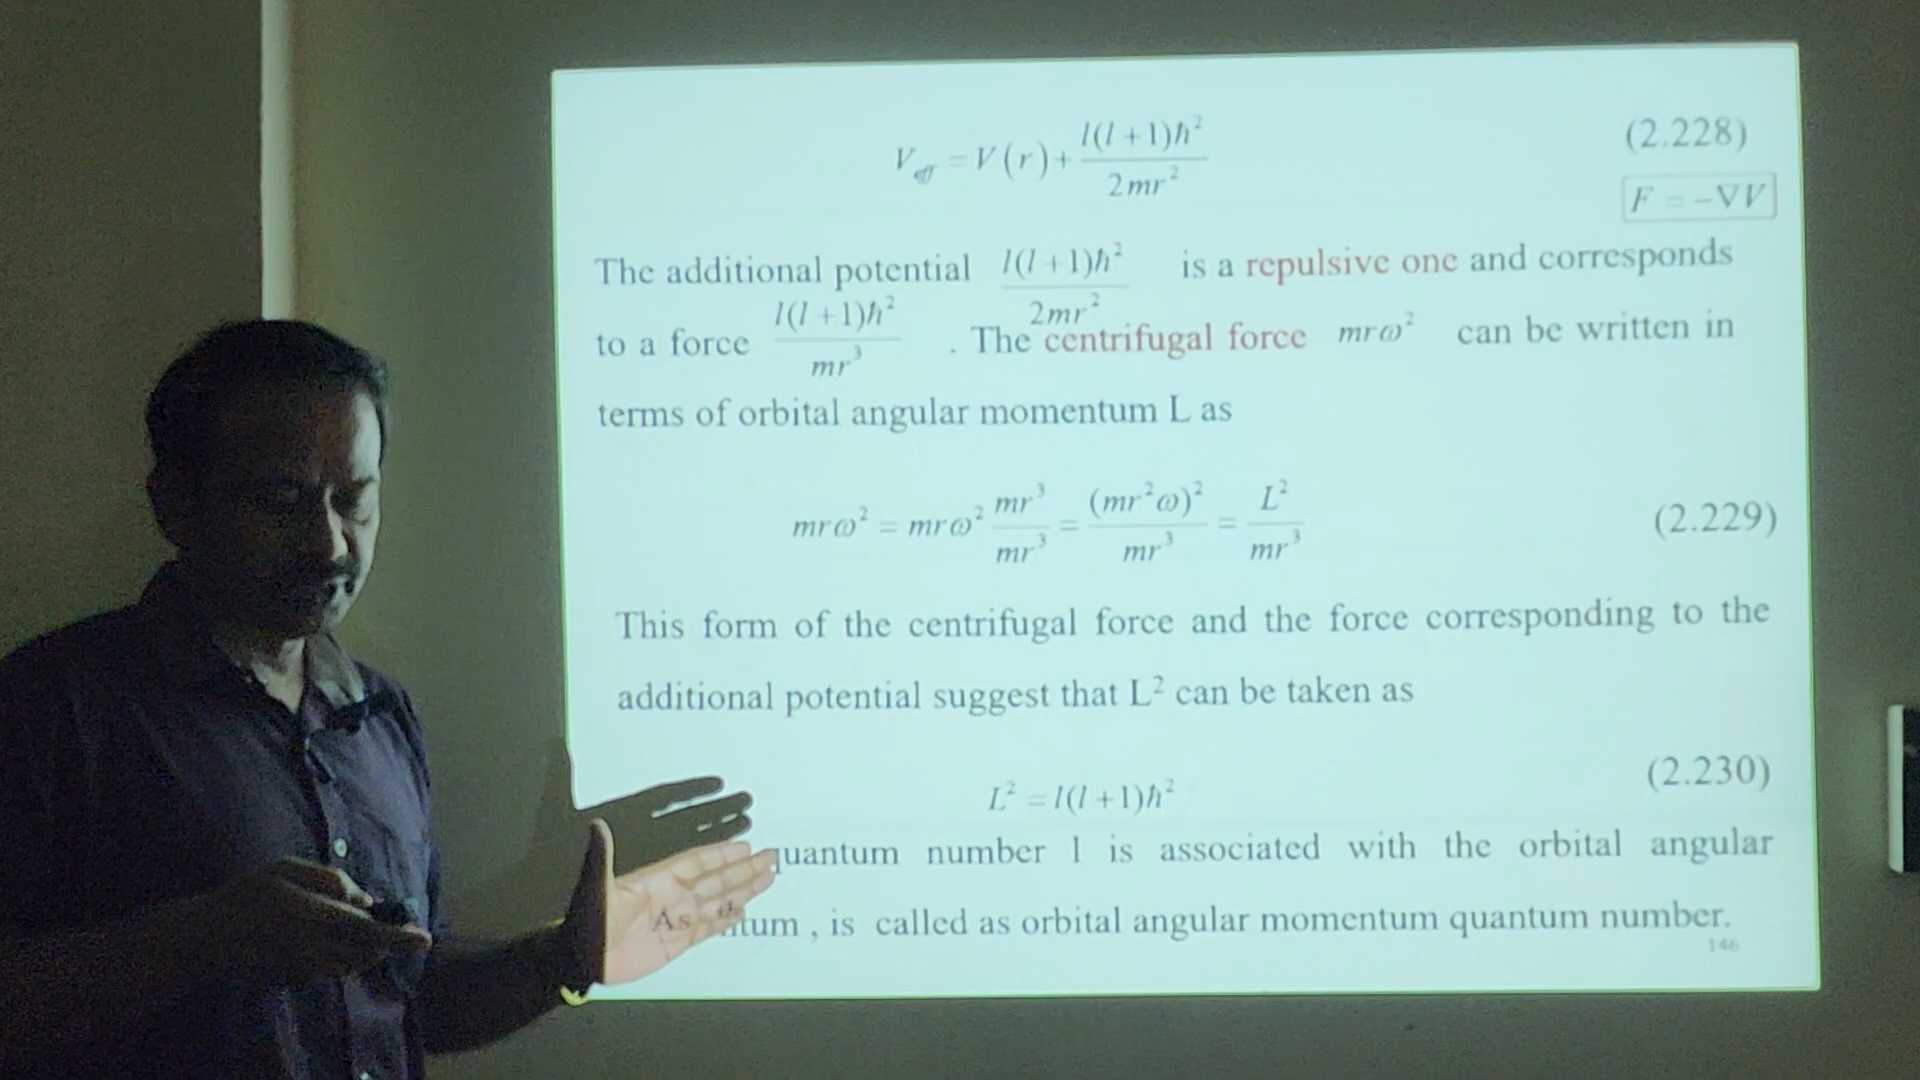 V_eff = V(r) + l(l+1)ħ² / 2mr² (2.228)
F = −∇V
The additional potential l(l+1)ħ² / 2mr² is a repulsive one and corresponds
to a force l(l+1)ħ² / mr³ . The centrifugal force mrω² can be written in
terms of orbital angular momentum L as
mrω² = mrω² mr³ / mr³ = (mr²ω)² / mr³ = L² / mr³ (2.229)
This form of the centrifugal force and the force corresponding to the
additional potential suggest that L² can be taken as
L² = l(l+1)ħ² (2.230)
quantum number l is associated with the orbital angular
, is called as orbital angular momentum quantum number.
146